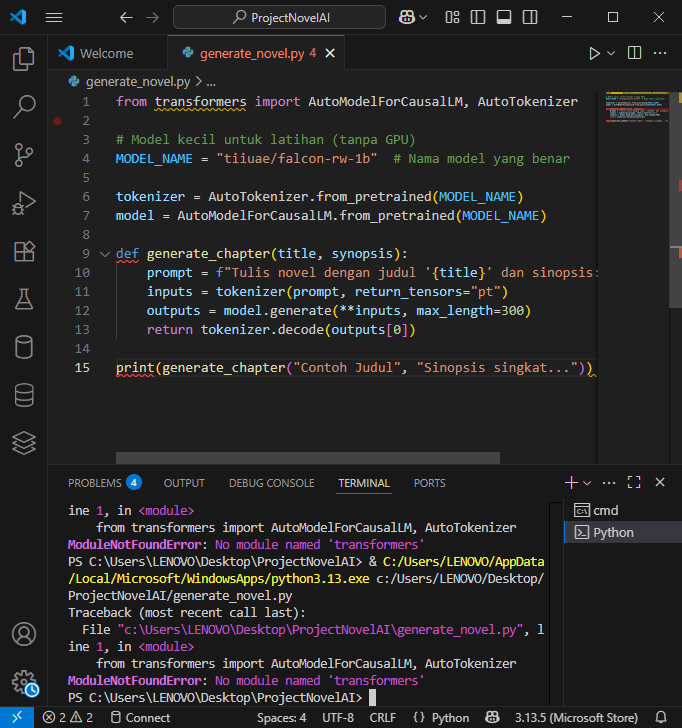 ProjectNovelAI
Welcome
generate_novel.py 4
generate_novel.py > ...
1 from transformers import AutoModelForCausalLM, AutoTokenizer
2
3 # Model kecil untuk latihan (tanpa GPU)
4 MODEL_NAME = "tiiuae/falcon-rw-1b"  # Nama model yang benar
5
6 tokenizer = AutoTokenizer.from_pretrained(MODEL_NAME)
7 model = AutoModelForCausalLM.from_pretrained(MODEL_NAME)
8
9 def generate_chapter(title, synopsis):
10 prompt = f"Tulis novel dengan judul '{title}' dan sinopsis:
11 inputs = tokenizer(prompt, return_tensors="pt")
12 outputs = model.generate(**inputs, max_length=300)
13 return tokenizer.decode(outputs[0])
14
15 print(generate_chapter("Contoh Judul", "Sinopsis singkat..."))
PROBLEMS 4 OUTPUT DEBUG CONSOLE TERMINAL PORTS
ine 1, in <module>
from transformers import AutoModelForCausalLM, AutoTokenizer
ModuleNotFoundError: No module named 'transformers'
PS C:\Users\LENOVO\Desktop\ProjectNovelAI> & C:/Users/LENOVO/AppData
/Local/Microsoft/WindowsApps/python3.13.exe c:/Users/LENOVO/Desktop/
ProjectNovelAI/generate_novel.py
Traceback (most recent call last):
File "c:\Users\LENOVO\Desktop\ProjectNovelAI\generate_novel.py", l
ine 1, in <module>
from transformers import AutoModelForCausalLM, AutoTokenizer
ModuleNotFoundError: No module named 'transformers'
PS C:\Users\LENOVO\Desktop\ProjectNovelAI>
cmd
Python
2 2 Connect Spaces: 4 UTF-8 CRLF {} Python 3.13.5 (Microsoft Store)